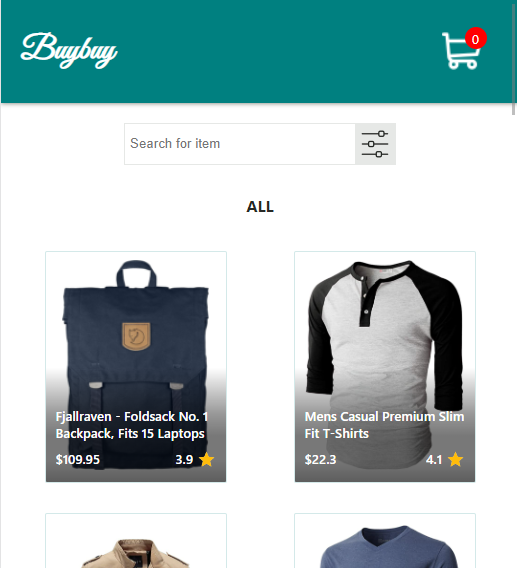 Buybuy
0
Search for item
ALL
Fjallraven - Foldsack No. 1
Backpack, Fits 15 Laptops
$109.95
3.9
Mens Casual Premium Slim
Fit T-Shirts
$22.3
4.1